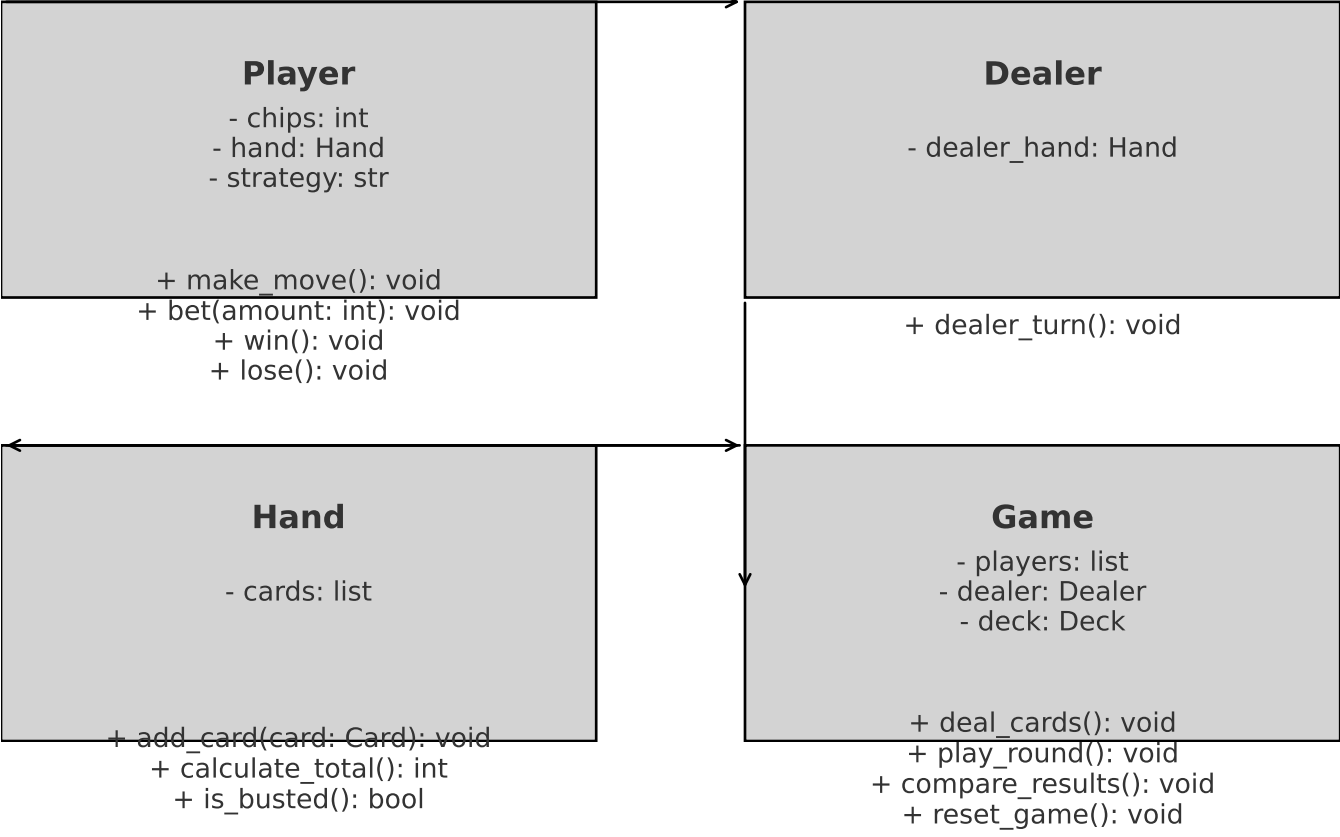 Player
- chips: int
- hand: Hand
- strategy: str
+ make_move(): void
+ bet(amount: int): void
+ win(): void
+ lose(): void
Dealer
- dealer_hand: Hand
+ dealer_turn(): void
Hand
- cards: list
+ add_card(card: Card): void
+ calculate_total(): int
+ is_busted(): bool
Game
- players: list
- dealer: Dealer
- deck: Deck
+ deal_cards(): void
+ play_round(): void
+ compare_results(): void
+ reset_game(): void